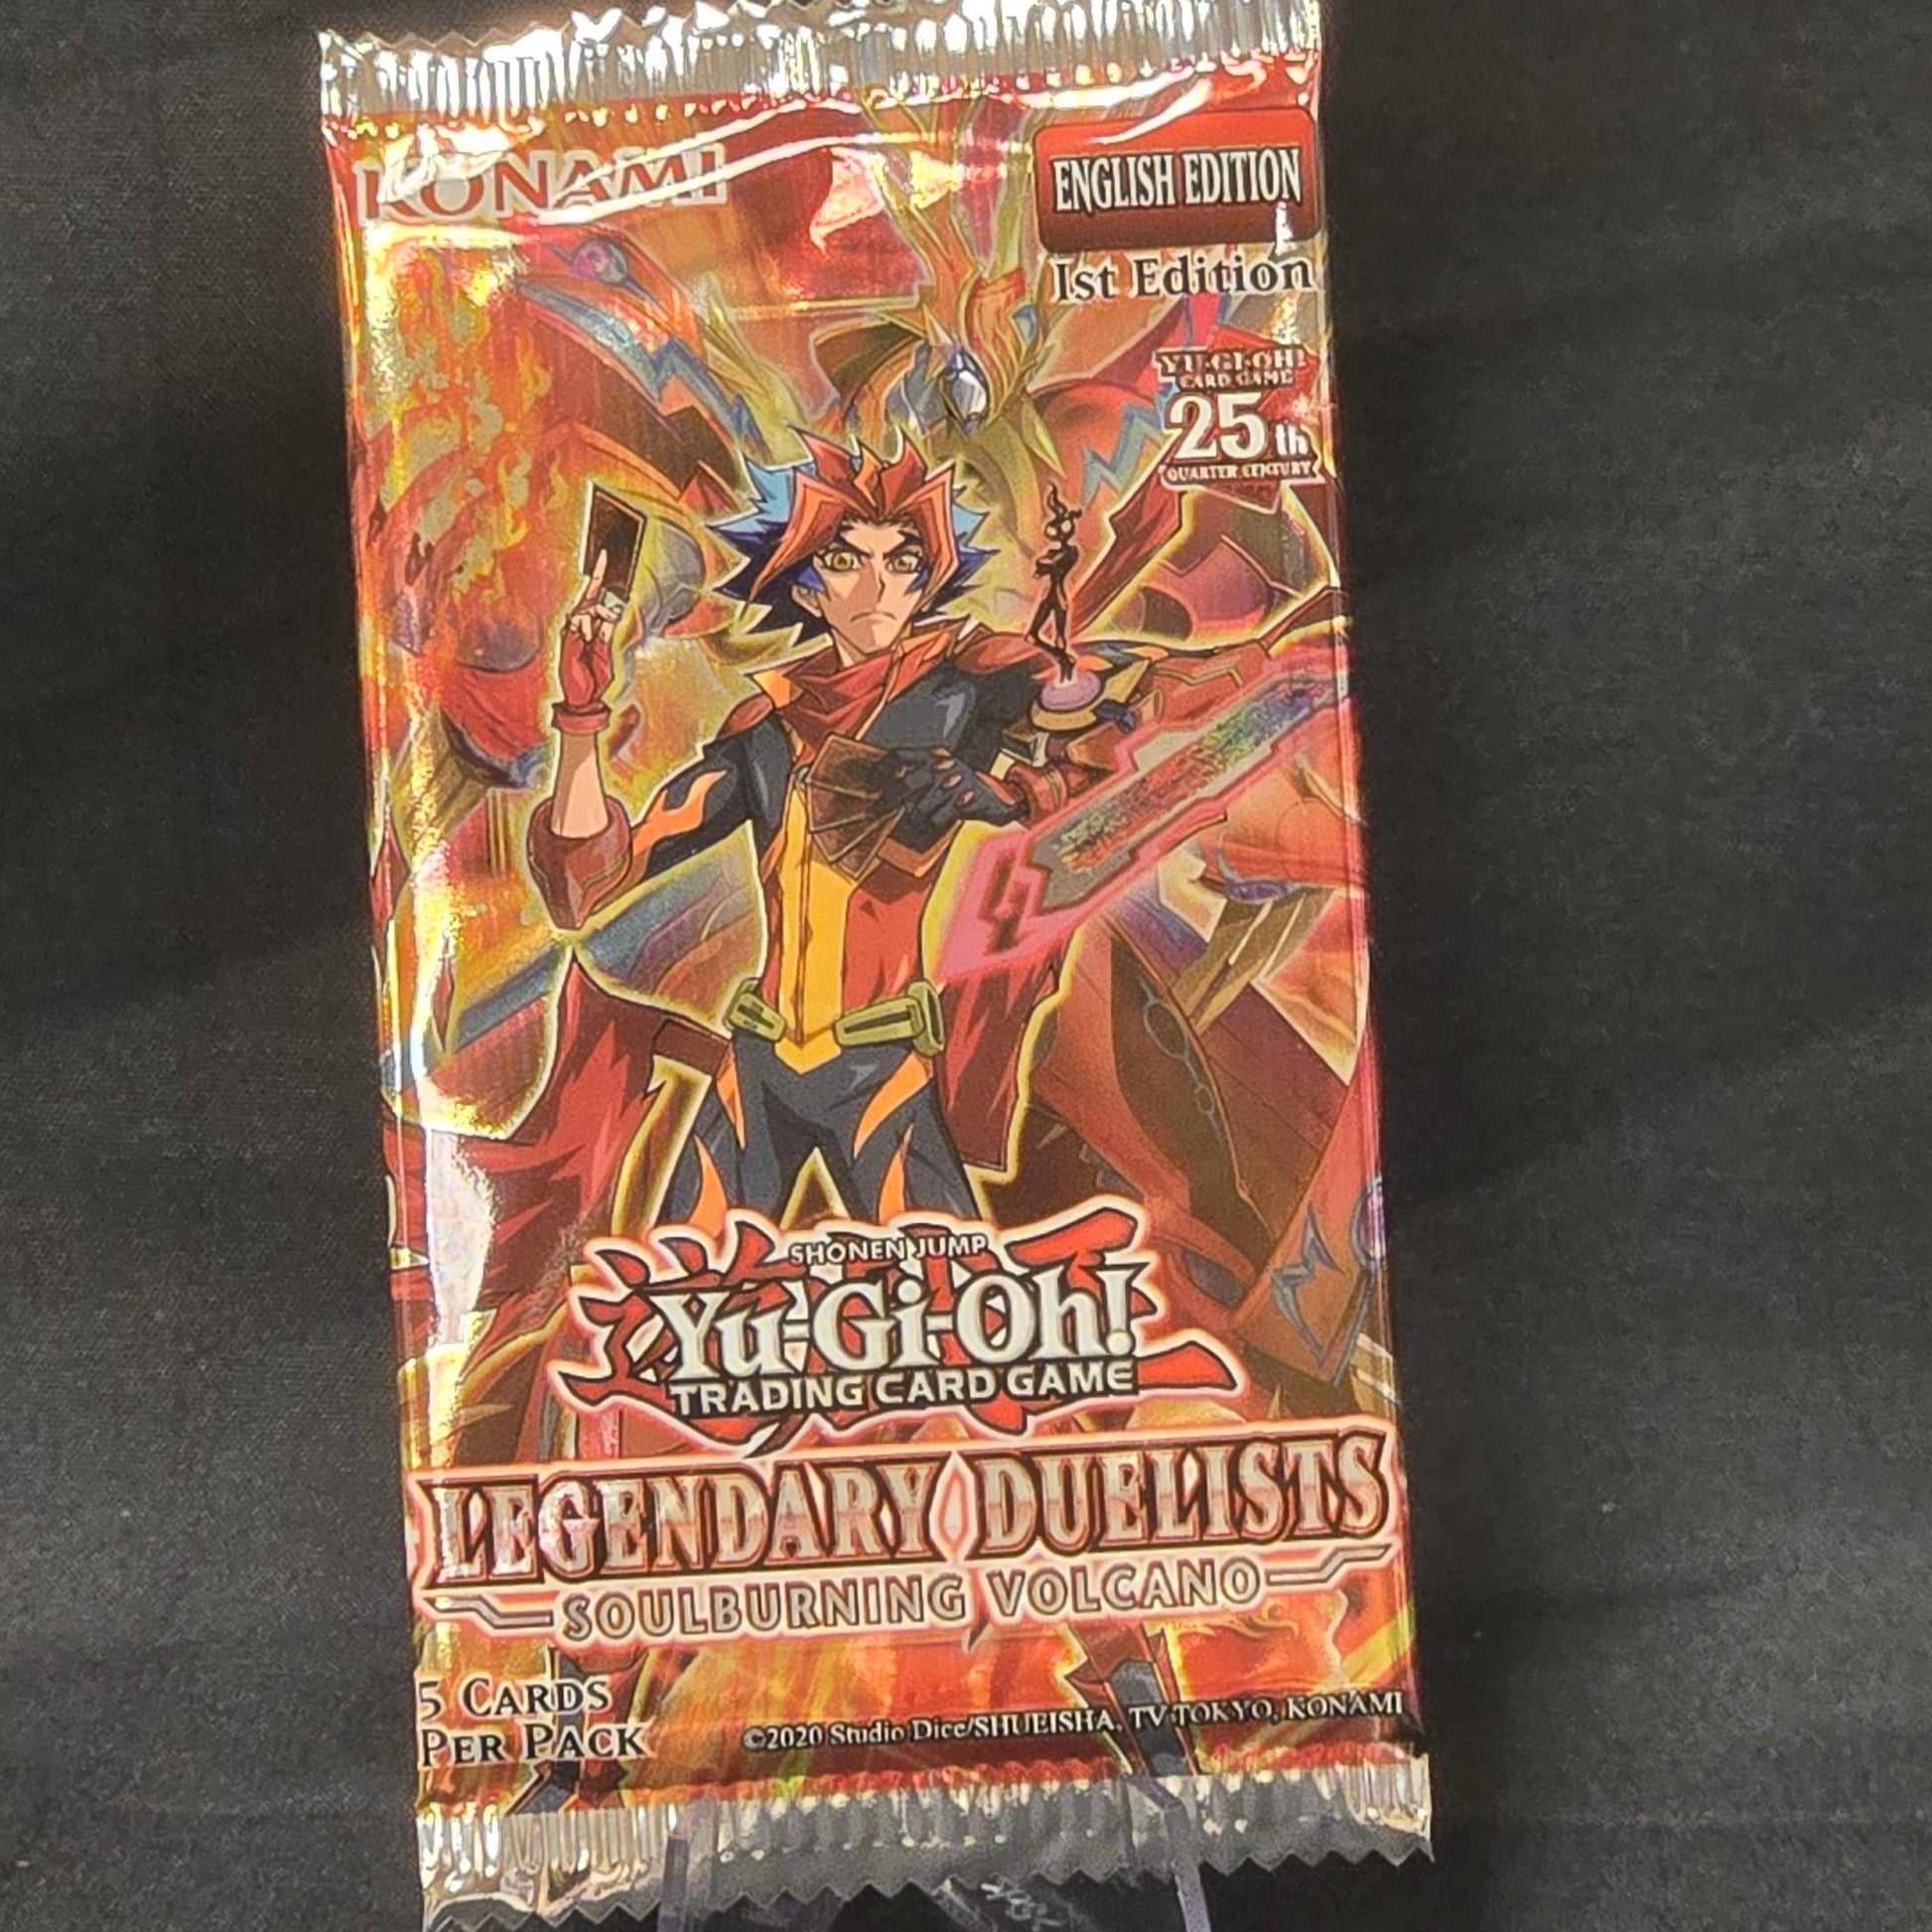 KONAMI
ENGLISH EDITION
1st Edition
YU-GI-OH!
CARD GAME
25th
QUARTER CENTURY
SHONEN JUMP
Yu-Gi-Oh!
TRADING CARD GAME
LEGENDARY DUELISTS
SOULBURNING VOLCANO
5 CARDS
PER PACK
©2020 Studio Dice/SHUEISHA, TV TOKYO, KONAMI